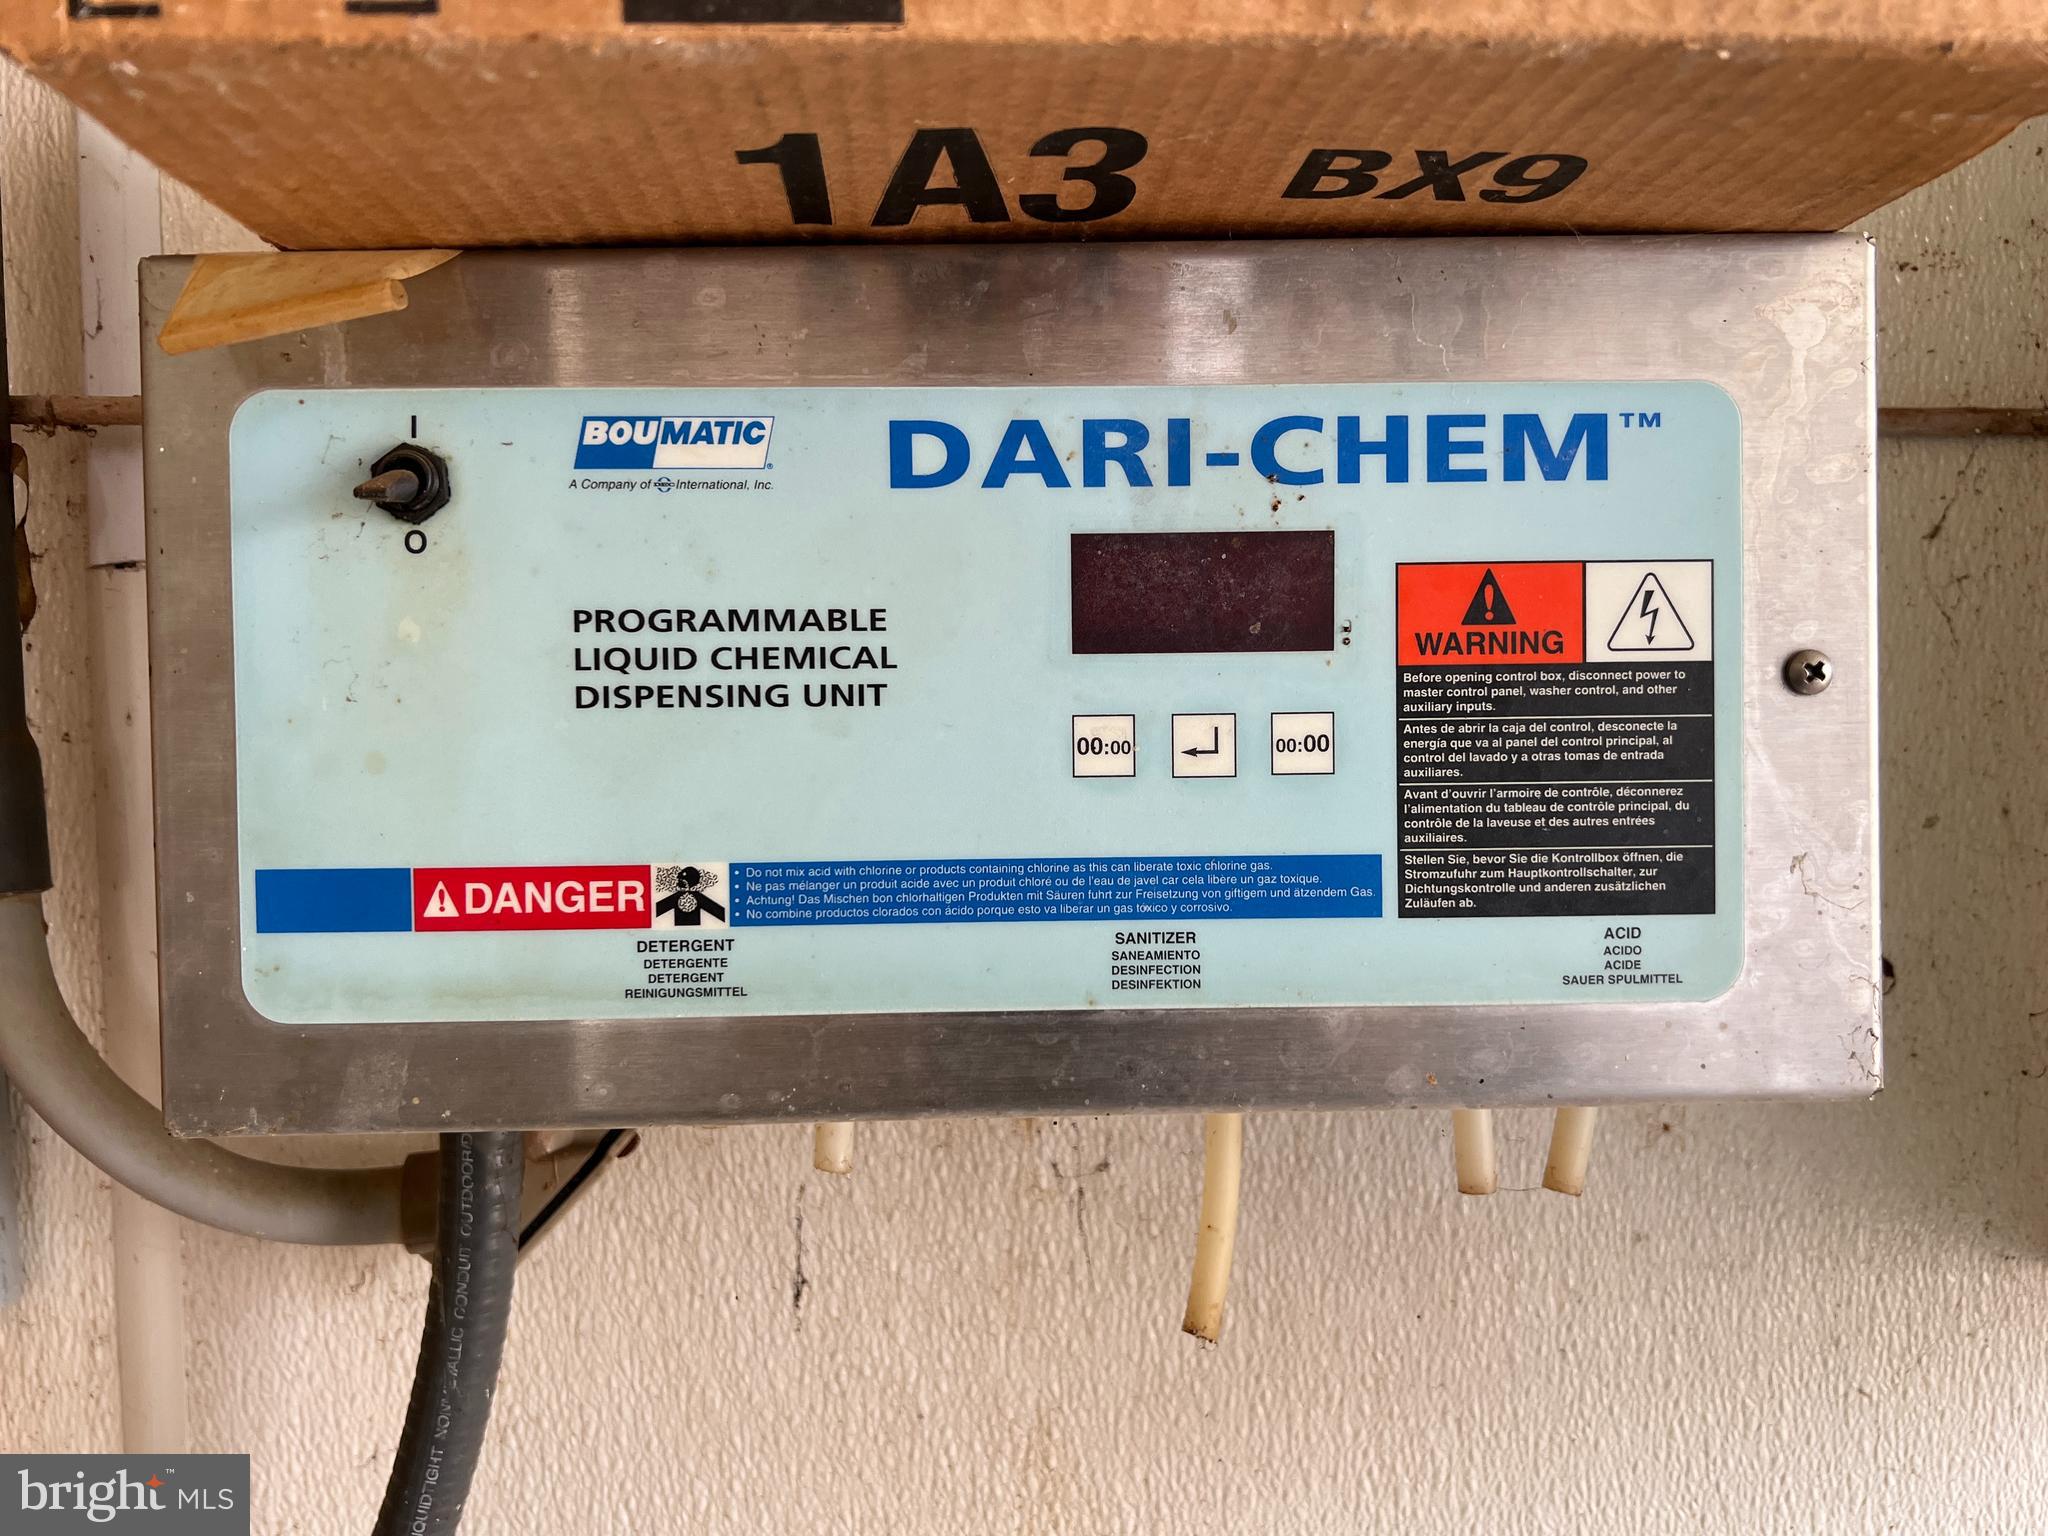 1A3 BX9
I
O
BOUMATIC®
A Company of DEC International, Inc.
DARI-CHEM™
PROGRAMMABLE
LIQUID CHEMICAL
DISPENSING UNIT
00:00
00:00
WARNING
Before opening control box, disconnect power to
master control panel, washer control, and other
auxiliary inputs.
Antes de abrir la caja del control, desconecte la
energía que va al panel del control principal, al
control del lavado y a otras tomas de entrada
auxiliares.
Avant d'ouvrir l'armoire de contrôle, déconnerez
l'alimentation du tableau de contrôle principal, du
contrôle de la laveuse et des autres entrées
auxiliaires.
Stellen Sie, bevor Sie die Kontrollbox öffnen, die
Stromzufuhr zum Hauptkontrollschalter, zur
Dichtungskontrolle und anderen zusätzlichen
Zuläufen ab.
DANGER
• Do not mix acid with chlorine or products containing chlorine as this can liberate toxic chlorine gas.
• Ne pas mélanger un produit acide avec un produit chloré ou de l'eau de javel car cela libère un gaz toxique.
• Achtung! Das Mischen bon chlorhaltigen Produkten mit Säuren fuhrt zur Freisetzung von giftigem und ätzendem Gas.
• No combine productos clorados con ácido porque esto va liberar un gas tóxico y corrosivo.
DETERGENT
DETERGENTE
DETERGENT
REINIGUNGSMITTEL
SANITIZER
SANEAMIENTO
DESINFECTION
DESINFEKTION
ACID
ACIDO
ACIDE
SAUER SPULMITTEL
LIQUIDTIGHT NONMETALLIC CONDUIT OUTDOOR/
bright™ MLS